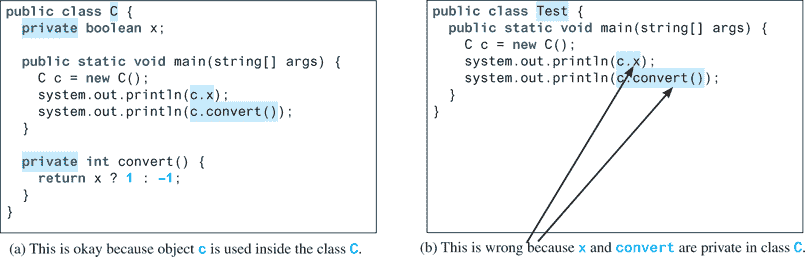 public class C {
  private boolean x;

  public static void main(string[] args) {
    C c = new C();
    system.out.println(c.x);
    system.out.println(c.convert());
  }

  private int convert() {
    return x ? 1 : -1;
  }
}
(a) This is okay because object c is used inside the class C.
public class Test {
  public static void main(string[] args) {
    C c = new C();
    system.out.println(c.x);
    system.out.println(c.convert());
  }
}
(b) This is wrong because x and convert are private in class C.